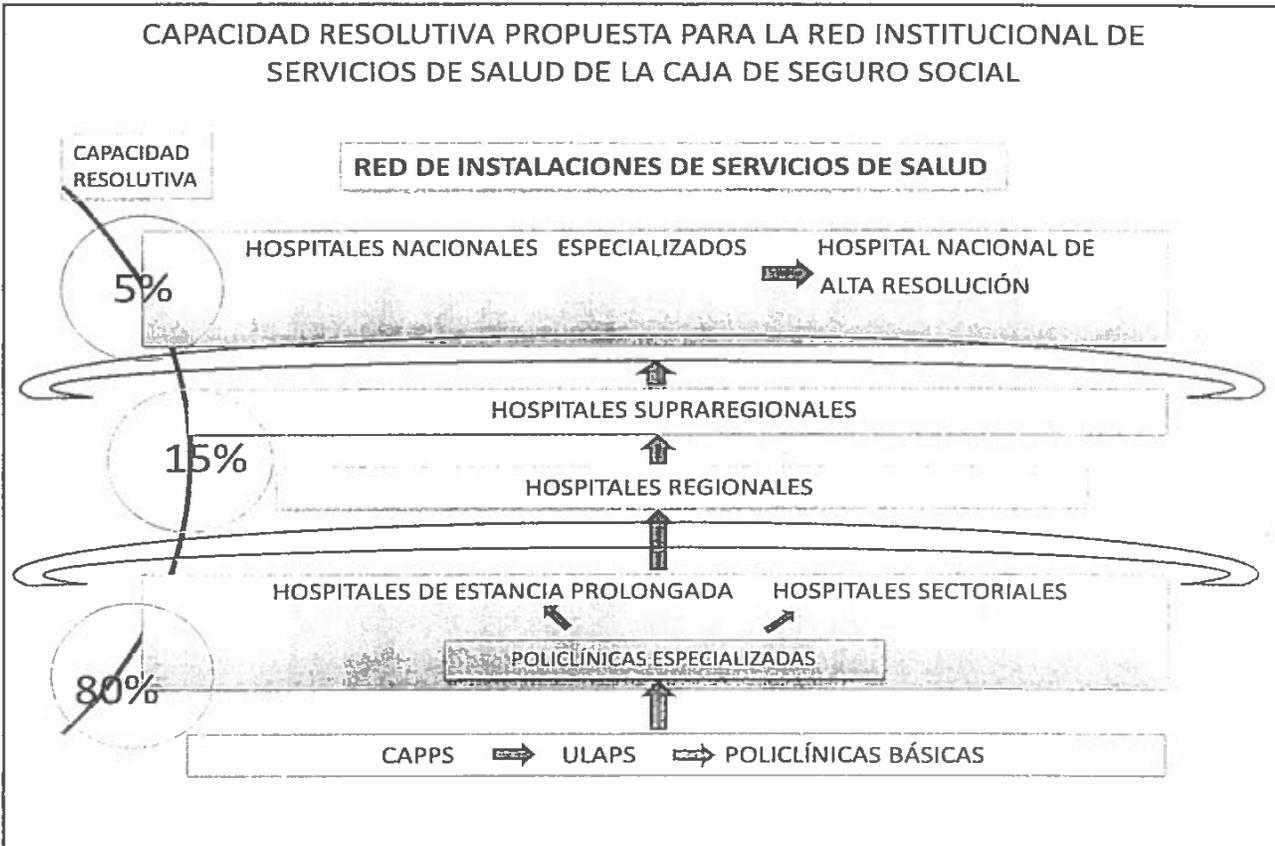 CAPACIDAD RESOLUTIVA PROPUESTA PARA LA RED INSTITUCIONAL DE
SERVICIOS DE SALUD DE LA CAJA DE SEGURO SOCIAL
CAPACIDAD
RESOLUTIVA
RED DE INSTALACIONES DE SERVICIOS DE SALUD
HOSPITALES NACIONALES ESPECIALIZADOS
HOSPITAL NACIONAL DE
ALTA RESOLUCIÓN
5%
HOSPITALES SUPRAREGIONALES
15%
HOSPITALES REGIONALES
HOSPITALES DE ESTANCIA PROLONGADA
HOSPITALES SECTORIALES
POLICLÍNICAS ESPECIALIZADAS
80%
CAPPS
ULAPS
POLICLÍNICAS BÁSICAS